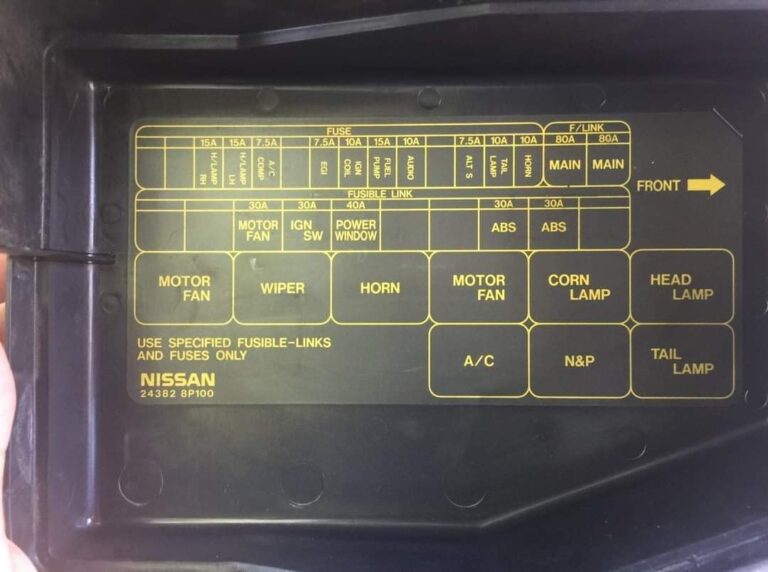 FUSE
F/LINK
15A 15A 7.5A 7.5A 10A 15A 10A 7.5A 10A 10A 80A 80A
H/LAMP RH
H/LAMP LH
A/C COMP
EGI
IGN COIL
FUEL PUMP
AUDIO
ALT S
TAIL LAMP
HORN
MAIN
MAIN
FRONT
FUSIBLE LINK
30A 30A 40A 30A 30A
MOTOR FAN
IGN SW
POWER WINDOW
ABS
ABS
MOTOR FAN
WIPER
HORN
MOTOR FAN
CORN LAMP
HEAD LAMP
A/C
N&P
TAIL LAMP
USE SPECIFIED FUSIBLE-LINKS
AND FUSES ONLY
NISSAN
24382 8P100